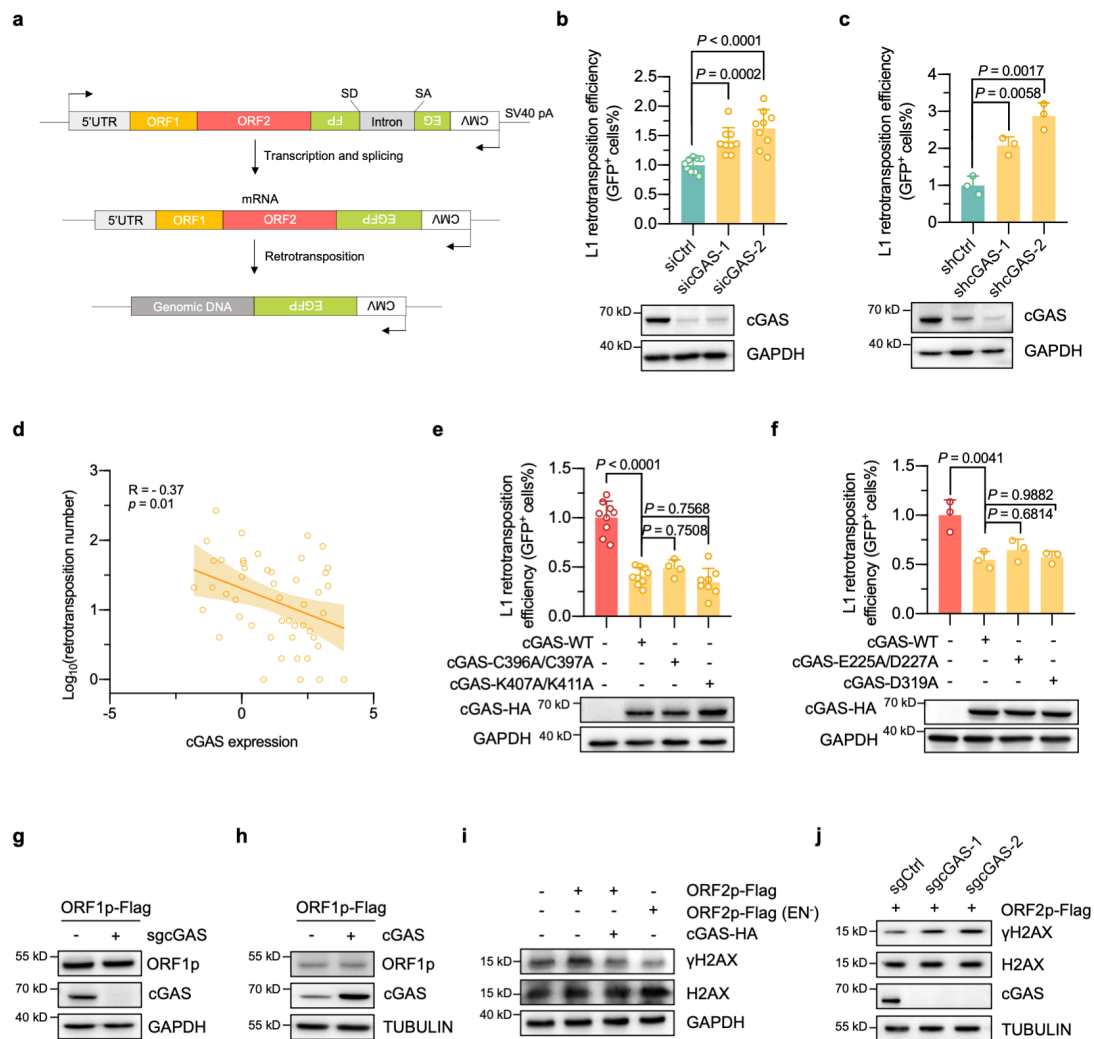 a
SD SA
5'UTR ORF1 ORF2 FP Intron EG CMV SV40 pA
Transcription and splicing
mRNA
5'UTR ORF1 ORF2 EGFP CMV
Retrotransposition
Genomic DNA EGFP CMV
b
L1 retrotransposition efficiency
(GFP⁺ cells%)
P < 0.0001
P = 0.0002
2.5
2.0
1.5
1.0
0.5
0.0
siCtrl
sicGAS-1
sicGAS-2
70 kD cGAS
40 kD GAPDH
c
L1 retrotransposition efficiency
(GFP⁺ cells%)
P = 0.0017
P = 0.0058
4
3
2
1
0
shCtrl
shcGAS-1
shcGAS-2
70 kD cGAS
40 kD GAPDH
d
Log₁₀(retrotransposition number)
3
2
1
0
R = - 0.37
p = 0.01
-5 0 5
cGAS expression
e
L1 retrotransposition
efficiency (GFP⁺ cells%)
P < 0.0001
P = 0.7568
P = 0.7508
1.5
1.0
0.5
0.0
cGAS-WT - + - -
cGAS-C396A/C397A - - + -
cGAS-K407A/K411A - - - +
cGAS-HA 70 kD
GAPDH 40 kD
f
L1 retrotransposition
efficiency (GFP⁺ cells%)
P = 0.0041
P = 0.9882
P = 0.6814
1.5
1.0
0.5
0.0
cGAS-WT - + - -
cGAS-E225A/D227A - - + -
cGAS-D319A - - - +
cGAS-HA 70 kD
GAPDH 40 kD
g
ORF1p-Flag
- + sgcGAS
55 kD ORF1p
70 kD cGAS
40 kD GAPDH
h
ORF1p-Flag
- + cGAS
55 kD ORF1p
70 kD cGAS
55 kD TUBULIN
i
- + + - ORF2p-Flag
- - - + ORF2p-Flag (EN⁻)
- - + - cGAS-HA
15 kD γH2AX
15 kD H2AX
40 kD GAPDH
j
sgCtrl
sgcGAS-1
sgcGAS-2
+ + + ORF2p-Flag
15 kD γH2AX
15 kD H2AX
70 kD cGAS
55 kD TUBULIN